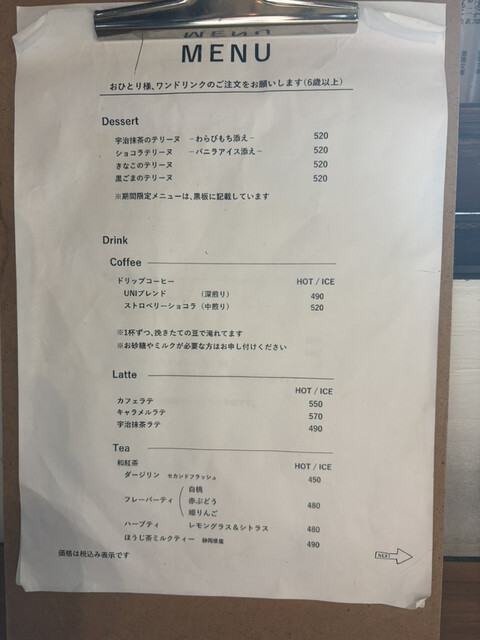 MENU
おひとり様、ワンドリンクのご注文をお願いします(6歳以上)
Dessert
宇治抹茶のテリーヌ －わらびもち添え－ 520
ショコラテリーヌ －バニラアイス添え－ 520
きなこのテリーヌ 520
黒ごまのテリーヌ 520
※期間限定メニューは、黒板に記載しています
Drink
Coffee
ドリップコーヒー HOT / ICE
UNIブレンド (深煎り) 490
ストロベリーショコラ (中煎り) 520
※1杯ずつ、挽きたての豆で淹れてます
※お砂糖やミルクが必要な方はお申し付けください
Latte
HOT / ICE
カフェラテ 550
キャラメルラテ 570
宇治抹茶ラテ 490
Tea
和紅茶 HOT / ICE
ダージリン セカンドフラッシュ 450
白桃
フレーバーティ 赤ぶどう 480
姫りんご
ハーブティ レモングラス＆シトラス 480
ほうじ茶ミルクティー 静岡県産 490
価格は税込み表示です NEXT